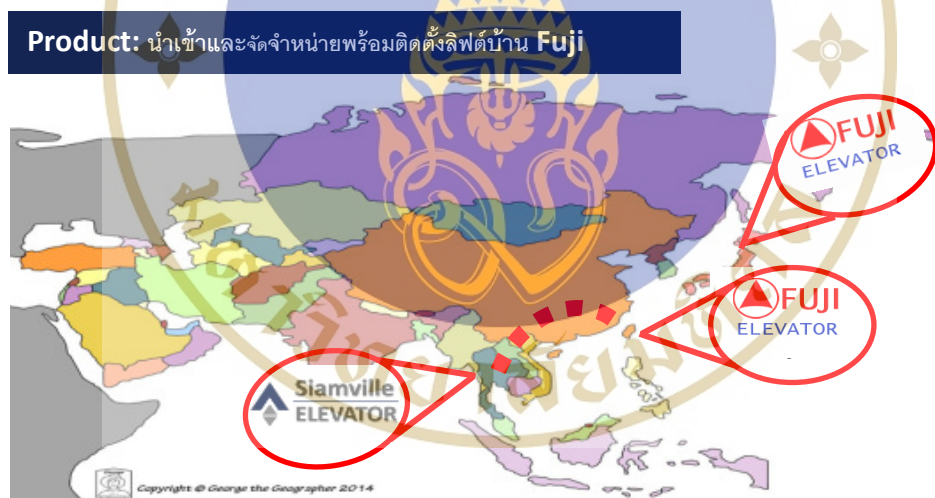 Product: นำเข้าและจัดจำหน่ายพร้อมติดตั้งลิฟต์บ้าน Fuji
FUJI
ELEVATOR
FUJI
ELEVATOR
Siamville
ELEVATOR
Copyright © George the Geographer 2014